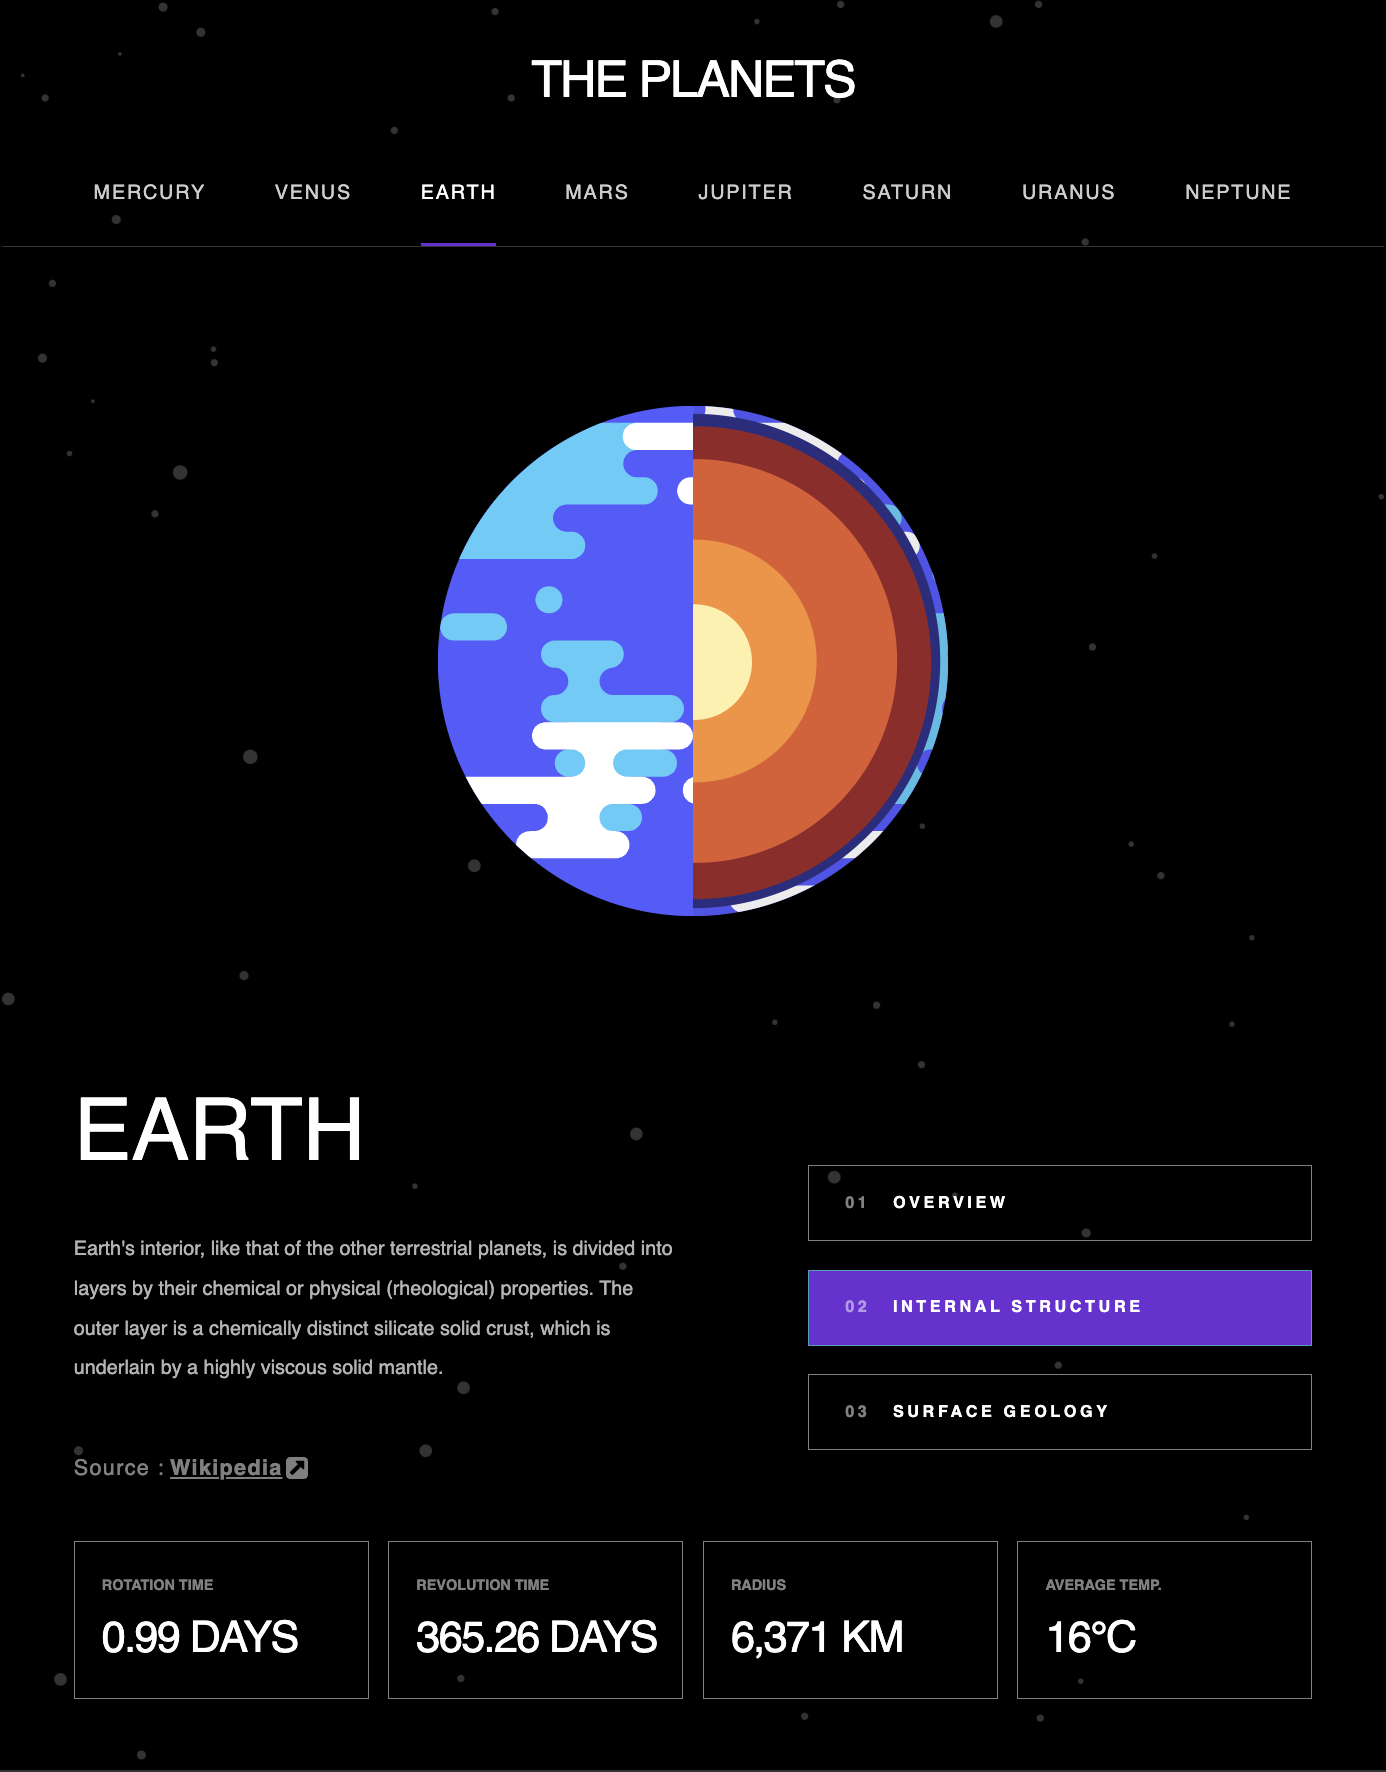 THE PLANETS
MERCURY VENUS EARTH MARS JUPITER SATURN URANUS NEPTUNE
EARTH
Earth's interior, like that of the other terrestrial planets, is divided into
layers by their chemical or physical (rheological) properties. The
outer layer is a chemically distinct silicate solid crust, which is
underlain by a highly viscous solid mantle.
Source : Wikipedia
01 OVERVIEW
02 INTERNAL STRUCTURE
03 SURFACE GEOLOGY
ROTATION TIME
0.99 DAYS
REVOLUTION TIME
365.26 DAYS
RADIUS
6,371 KM
AVERAGE TEMP.
16°C